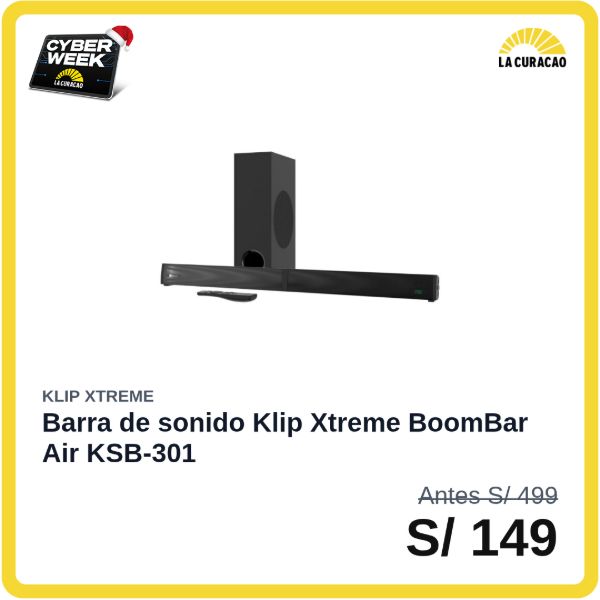 CYBER
WEEK
LA CURACAO
LA CURACAO
KLIP XTREME
Barra de sonido Klip Xtreme BoomBar
Air KSB-301
Antes S/ 499
S/ 149